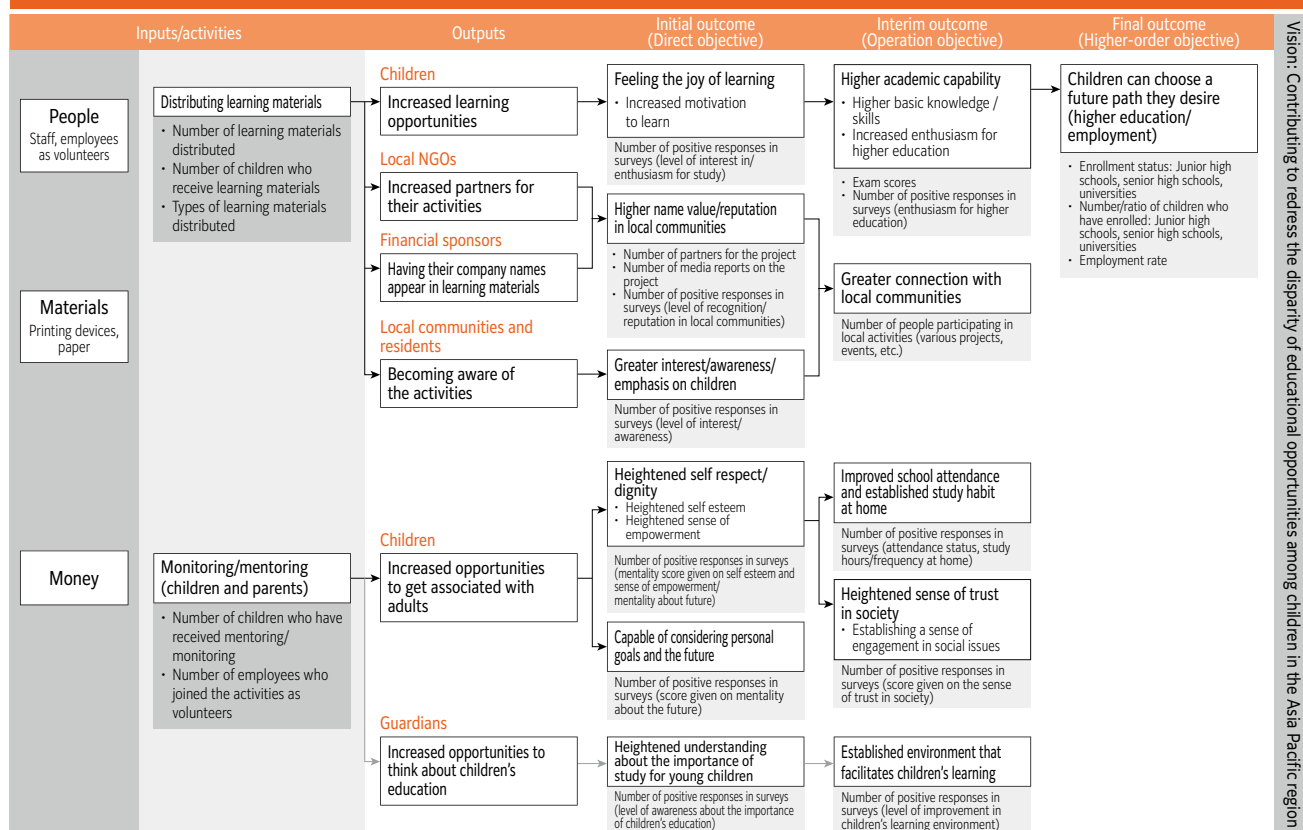 Inputs/activities
Outputs
Initial outcome
(Direct objective)
Interim outcome
(Operation objective)
Final outcome
(Higher-order objective)
People
Staff, employees
as volunteers
Materials
Printing devices,
paper
Money
Distributing learning materials
• Number of learning materials
distributed
• Number of children who
receive learning materials
• Types of learning materials
distributed
Monitoring/mentoring
(children and parents)
• Number of children who have
received mentoring/
monitoring
• Number of employees who
joined the activities as
volunteers
Children
Increased learning
opportunities
Local NGOs
Increased partners for
their activities
Financial sponsors
Having their company names
appear in learning materials
Local communities and
residents
Becoming aware of
the activities
Children
Increased opportunities
to get associated with
adults
Guardians
Increased opportunities to
think about children's
education
Feeling the joy of learning
• Increased motivation
to learn
Number of positive responses in
surveys (level of interest in/
enthusiasm for study)
Higher name value/reputation
in local communities
• Number of partners for the project
• Number of media reports on the
project
• Number of positive responses in
surveys (level of recognition/
reputation in local communities)
Greater interest/awareness/
emphasis on children
Number of positive responses in
surveys (level of interest/
awareness)
Heightened self respect/
dignity
• Heightened self esteem
• Heightened sense of
empowerment
Number of positive responses in surveys
(mentality score given on self esteem and
sense of empowerment/
mentality about future)
Capable of considering personal
goals and the future
Number of positive responses in
surveys (score given on mentality
about the future)
Heightened understanding
about the importance of
study for young children
Number of positive responses in surveys
(level of awareness about the importance
of children's education)
Higher academic capability
• Higher basic knowledge /
skills
• Increased enthusiasm for
higher education
• Exam scores
• Number of positive responses in
surveys (enthusiasm for higher
education)
Greater connection with
local communities
Number of people participating in
local activities (various projects,
events, etc.)
Improved school attendance
and established study habit
at home
Number of positive responses in
surveys (attendance status, study
hours/frequency at home)
Heightened sense of trust
in society
• Establishing a sense of
engagement in social issues
Number of positive responses in
surveys (score given on the sense
of trust in society)
Established environment that
facilitates children's learning
Number of positive responses in
surveys (level of improvement in
children's learning environment)
Children can choose a
future path they desire
(higher education/
employment)
• Enrollment status: Junior high
schools, senior high schools,
universities
• Number/ratio of children who
have enrolled: Junior high
schools, senior high schools,
universities
• Employment rate
Vision: Contributing to redress the disparity of educational opportunities among children in the Asia Pacific region